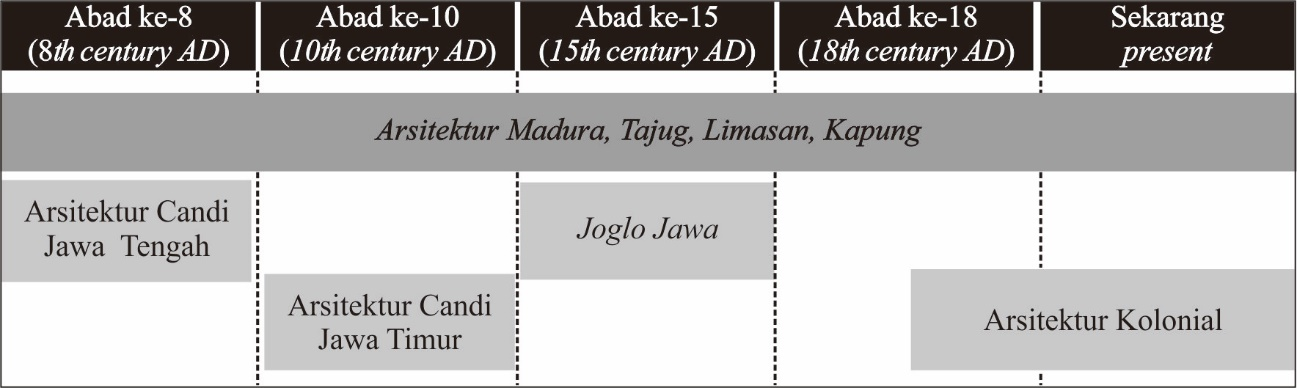 Abad ke-8
(8th century AD)
Abad ke-10
(10th century AD)
Abad ke-15
(15th century AD)
Abad ke-18
(18th century AD)
Sekarang
present
Arsitektur Madura, Tajug, Limasan, Kapung
Arsitektur Candi
Jawa Tengah
Joglo Jawa
Arsitektur Candi
Jawa Timur
Arsitektur Kolonial